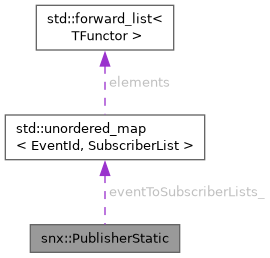 std::forward_list<
TFunctor >
elements
std::unordered_map
< EventId, SubscriberList >
eventToSubscriberLists_
snx::PublisherStatic